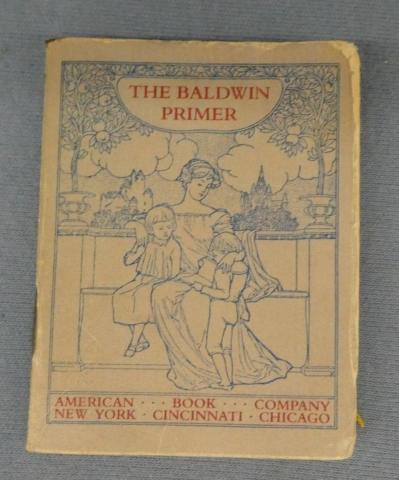 THE BALDWIN
PRIMER
AMERICAN · · · BOOK · · · COMPANY
NEW YORK · CINCINNATI · CHICAGO